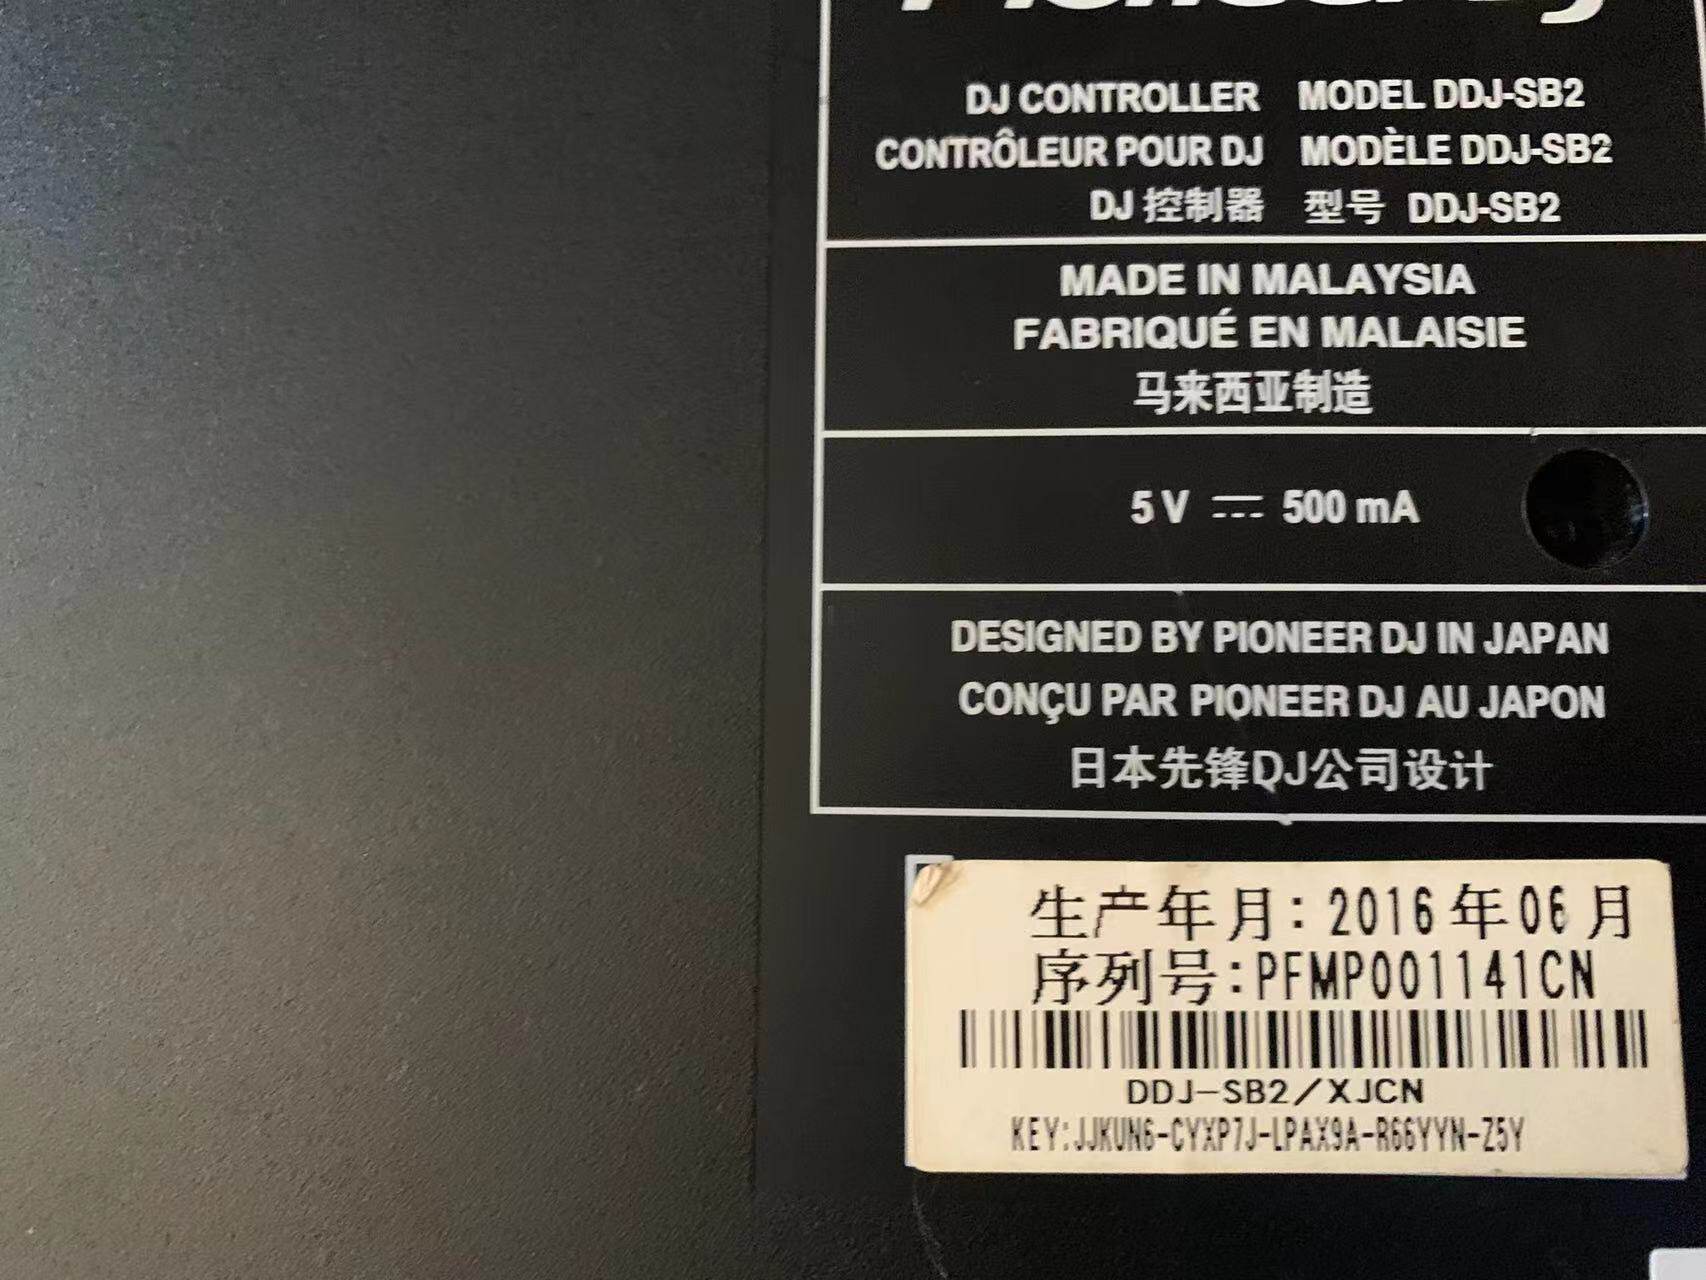 Pioneer DJ
DJ CONTROLLER MODEL DDJ-SB2
CONTRÔLEUR POUR DJ MODÈLE DDJ-SB2
DJ 控制器 型号 DDJ-SB2
MADE IN MALAYSIA
FABRIQUÉ EN MALAISIE
马来西亚制造
5 V ⎓ 500 mA
DESIGNED BY PIONEER DJ IN JAPAN
CONÇU PAR PIONEER DJ AU JAPON
日本先锋DJ公司设计
生产年月: 2016年06月
序列号:PFMP001141CN
DDJ-SB2/XJCN
KEY:JJKUN6-CYXP7J-LPAX9A-R66YYN-Z5Y